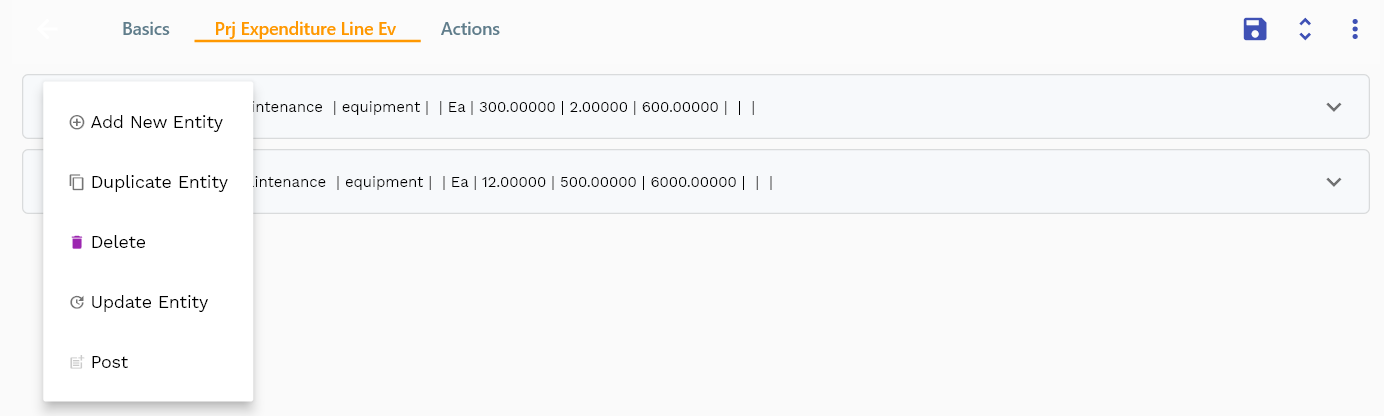 Basics Prj Expenditure Line Ev Actions
intenance | equipment | | Ea | 300.00000 | 2.00000 | 600.00000 | | |
Add New Entity
Duplicate Entity
intenance | equipment | | Ea | 12.00000 | 500.00000 | 6000.00000 | | |
Delete
Update Entity
Post